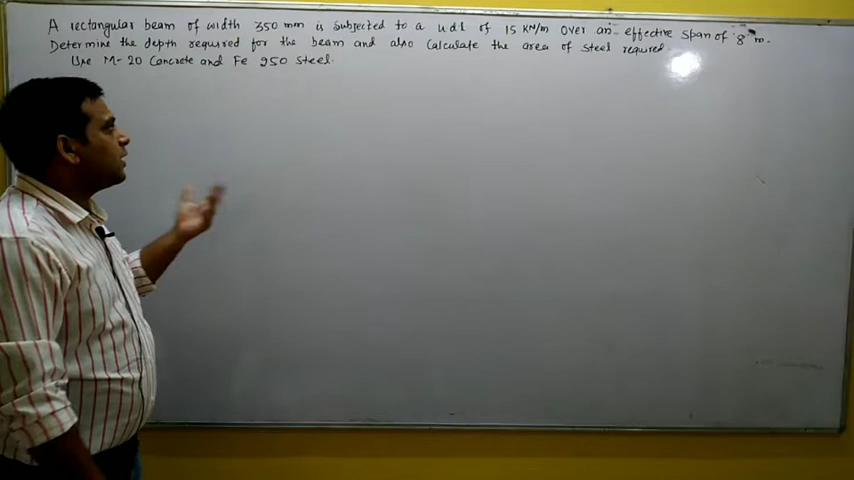 A rectangular beam of width 350 mm is subjected to a udl of 15 KN/m over an effective span of 8 m.
Determine the depth required for the beam and also Calculate the area of steel required.
Use M-20 Concrete and Fe 250 steel.